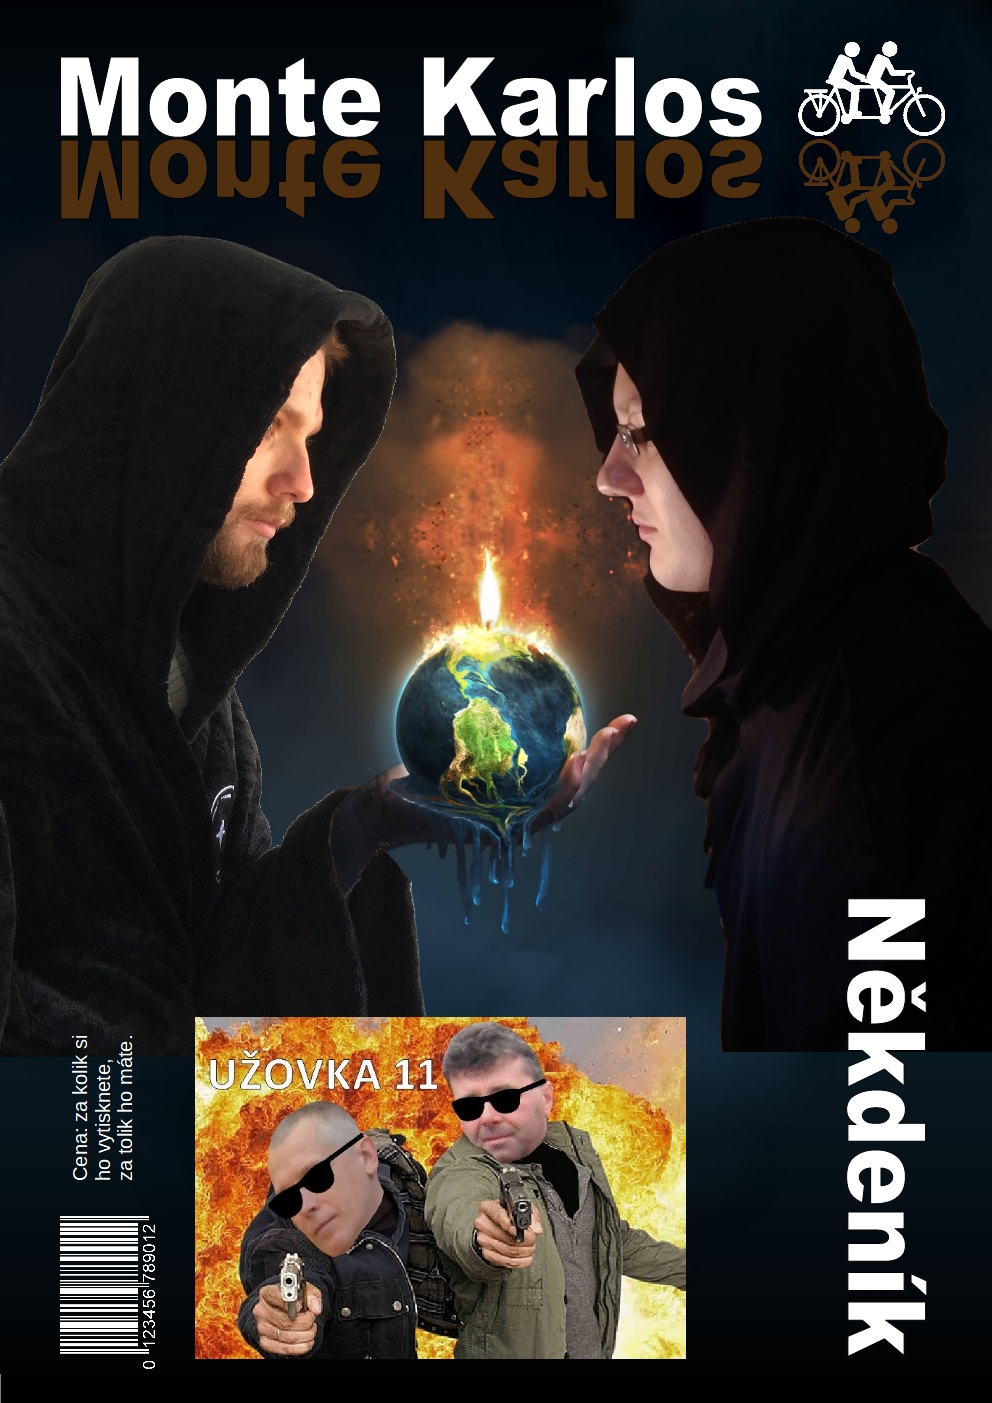 Monte Karlos
Monte Karlos
Někdeník
UŽOVKA 11
Cena: za kolik si
ho vytisknete,
za tolik ho máte.
0 123456 789012